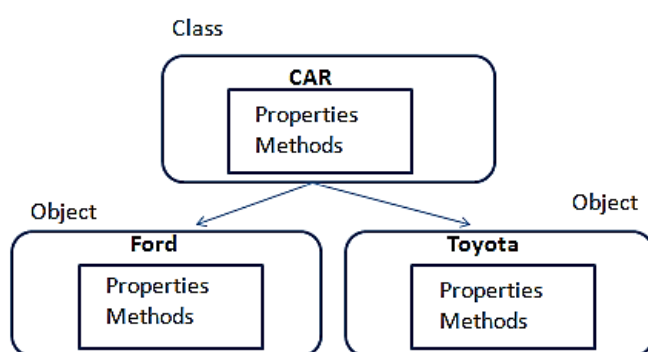 Class
CAR
Properties
Methods
Object
Object
Ford
Properties
Methods
Toyota
Properties
Methods